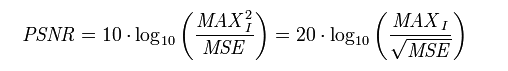 PSNR = 10 · log₁₀ (MAX_I² / MSE) = 20 · log₁₀ (MAX_I / √MSE)